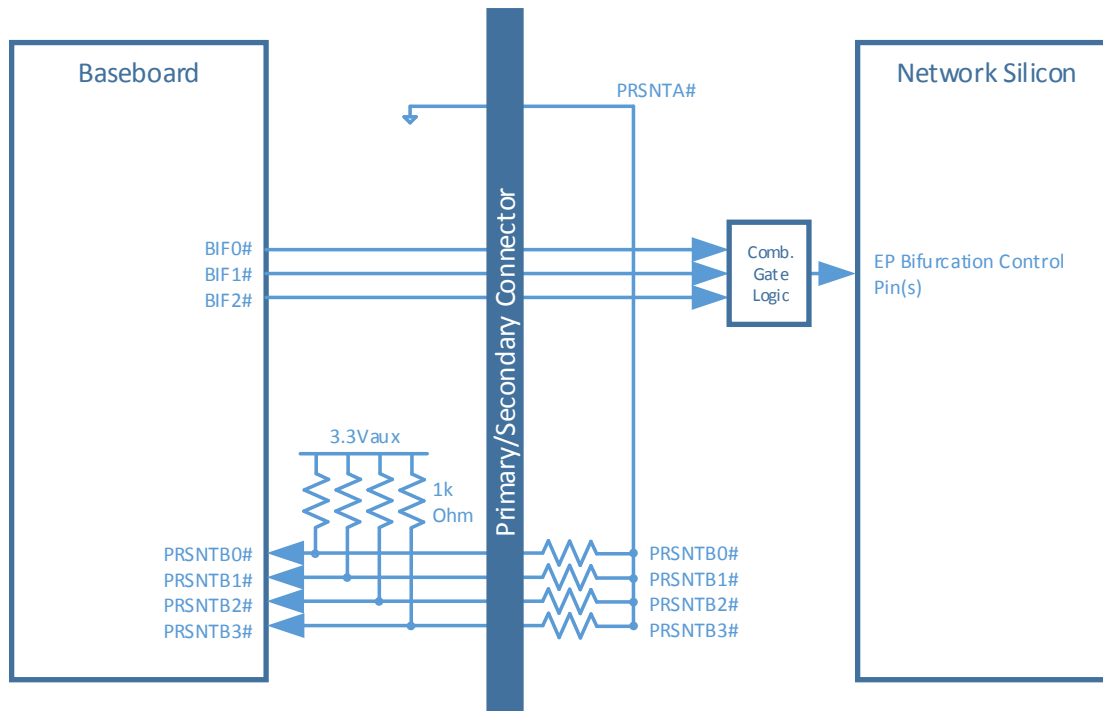 Baseboard
Network Silicon
PRSNTA#
Primary/Secondary Connector
BIF0#
BIF1#
BIF2#
Comb.
Gate
Logic
EP Bifurcation Control
Pin(s)
3.3Vaux
1k
Ohm
PRSNTB0#
PRSNTB1#
PRSNTB2#
PRSNTB3#
PRSNTB0#
PRSNTB1#
PRSNTB2#
PRSNTB3#